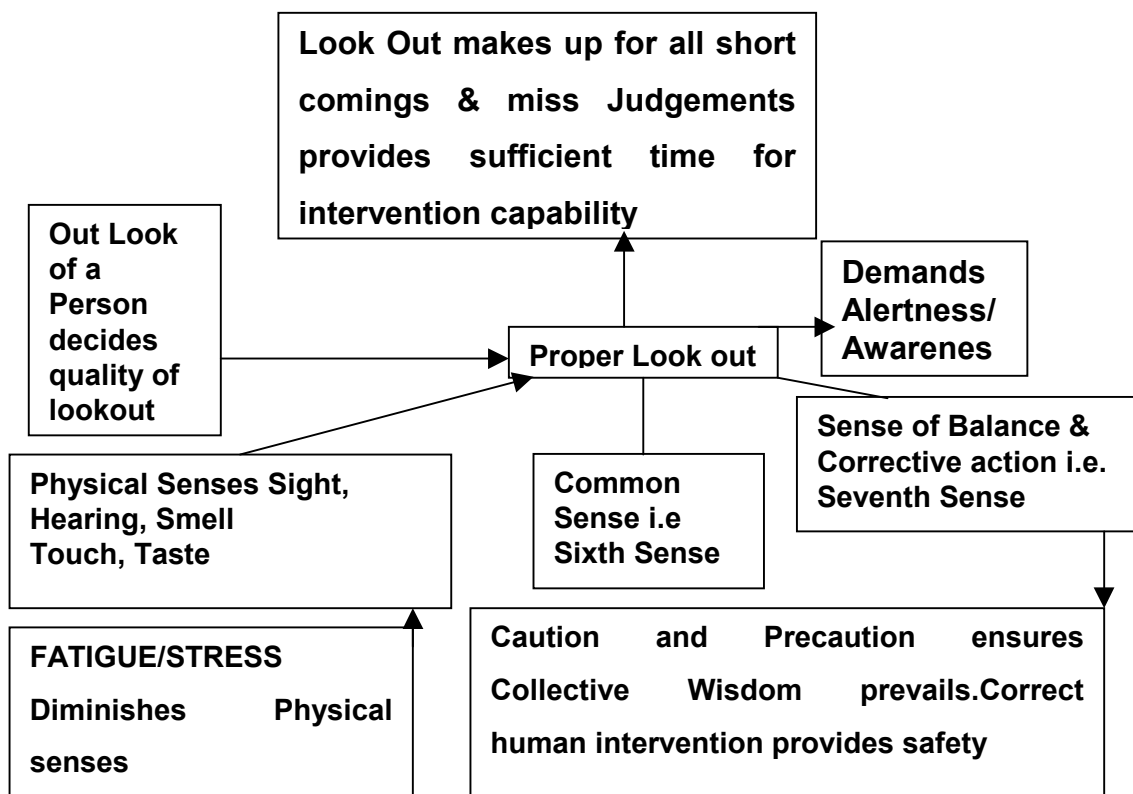 Look Out makes up for all short
comings & miss Judgements
provides sufficient time for
intervention capability
Out Look
of a
Person
decides
quality of
lookout
Demands
Alertness/
Awarenes
Proper Look out
Physical Senses Sight,
Hearing, Smell
Touch, Taste
Common
Sense i.e
Sixth Sense
Sense of Balance &
Corrective action i.e.
Seventh Sense
FATIGUE/STRESS
Diminishes Physical
senses
Caution and Precaution ensures
Collective Wisdom prevails.Correct
human intervention provides safety